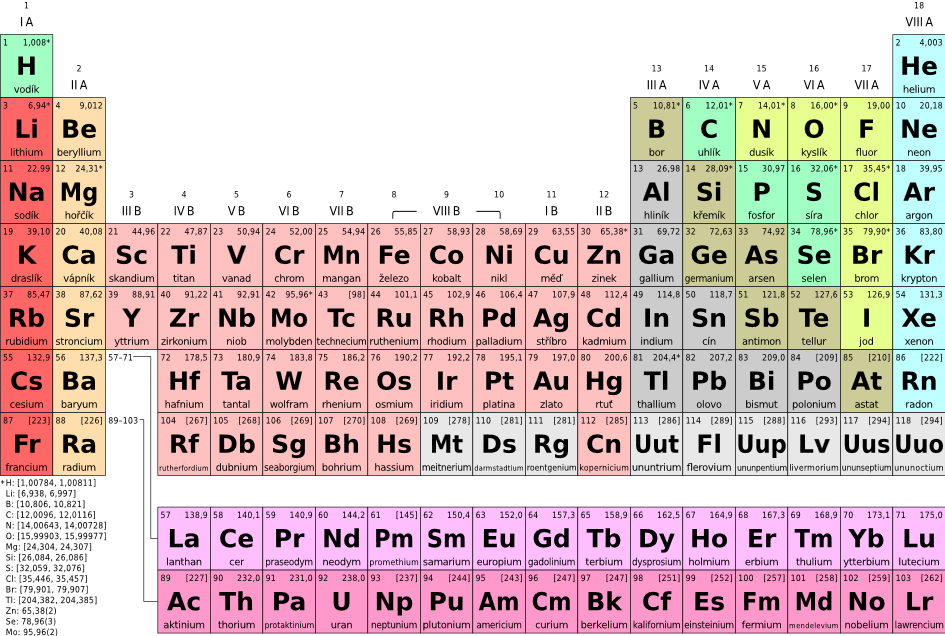 1 18
I A VIII A
1 1,008* 2 4,003
H He
vodík 2 13 14 15 16 17 helium
II A III A IV A V A VI A VII A
3 6,94* 4 9,012 5 10,81* 6 12,01* 7 14,01* 8 16,00* 9 19,00 10 20,18
Li Be B C N O F Ne
lithium beryllium bor uhlík dusík kyslík fluor neon
11 22,99 12 24,31* 13 26,98 14 28,09* 15 30,97 16 32,06* 17 35,45* 18 39,95
Na Mg Al Si P S Cl Ar
3 4 5 6 7 8 9 10 11 12
sodík hořčík III B IV B V B VI B VII B VIII B I B II B hliník křemík fosfor síra chlor argon
19 39,10 20 40,08 21 44,96 22 47,87 23 50,94 24 52,00 25 54,94 26 55,85 27 58,93 28 58,69 29 63,55 30 65,38* 31 69,72 32 72,63 33 74,92 34 78,96* 35 79,90* 36 83,80
K Ca Sc Ti V Cr Mn Fe Co Ni Cu Zn Ga Ge As Se Br Kr
draslík vápník skandium titan vanad chrom mangan železo kobalt nikl měď zinek gallium germanium arsen selen brom krypton
37 85,47 38 87,62 39 88,91 40 91,22 41 92,91 42 95,96* 43 [98] 44 101,1 45 102,9 46 106,4 47 107,9 48 112,4 49 114,8 50 118,7 51 121,8 52 127,6 53 126,9 54 131,3
Rb Sr Y Zr Nb Mo Tc Ru Rh Pd Ag Cd In Sn Sb Te I Xe
rubidium stroncium yttrium zirkonium niob molybden technecium ruthenium rhodium palladium stříbro kadmium indium cín antimon tellur jod xenon
55 132,9 56 137,3 57–71 72 178,5 73 180,9 74 183,8 75 186,2 76 190,2 77 192,2 78 195,1 79 197,0 80 200,6 81 204,4* 82 207,2 83 209,0 84 [209] 85 [210] 86 [222]
Cs Ba Hf Ta W Re Os Ir Pt Au Hg Tl Pb Bi Po At Rn
cesium baryum hafnium tantal wolfram rhenium osmium iridium platina zlato rtuť thallium olovo bismut polonium astat radon
87 [223] 88 [226] 89–103 104 [267] 105 [268] 106 [269] 107 [270] 108 [269] 109 [278] 110 [281] 111 [281] 112 [285] 113 [286] 114 [289] 115 [288] 116 [293] 117 [294] 118 [294]
Fr Ra Rf Db Sg Bh Hs Mt Ds Rg Cn Uut Fl Uup Lv Uus Uuo
francium radium rutherfordium dubnium seaborgium bohrium hassium meitnerium darmstadtium roentgenium kopernicium ununtrium flerovium ununpentium livermorium ununseptium ununoctium
*H: [1,00784, 1,00811]
Li: [6,938, 6,997]
B: [10,806, 10,821]
C: [12,0096, 12,0116]
N: [14,00643, 14,00728]
O: [15,99903, 15,99977]
Mg: [24,304, 24,307]
Si: [26,084, 26,086]
S: [32,059, 32,076]
Cl: [35,446, 35,457]
Br: [79,901, 79,907]
Tl: [204,382, 204,385]
Zn: 65,38(2)
Se: 78,96(3)
Mo: 95,96(2)
57 138,9 58 140,1 59 140,9 60 144,2 61 [145] 62 150,4 63 152,0 64 157,3 65 158,9 66 162,5 67 164,9 68 167,3 69 168,9 70 173,1 71 175,0
La Ce Pr Nd Pm Sm Eu Gd Tb Dy Ho Er Tm Yb Lu
lanthan cer praseodym neodym promethium samarium europium gadolinium terbium dysprosium holmium erbium thulium ytterbium lutecium
89 [227] 90 232,0 91 231,0 92 238,0 93 [237] 94 [244] 95 [243] 96 [247] 97 [247] 98 [251] 99 [252] 100 [257] 101 [258] 102 [259] 103 [262]
Ac Th Pa U Np Pu Am Cm Bk Cf Es Fm Md No Lr
aktinium thorium protaktinium uran neptunium plutonium americium curium berkelium kalifornium einsteinium fermium mendelevium nobelium lawrencium